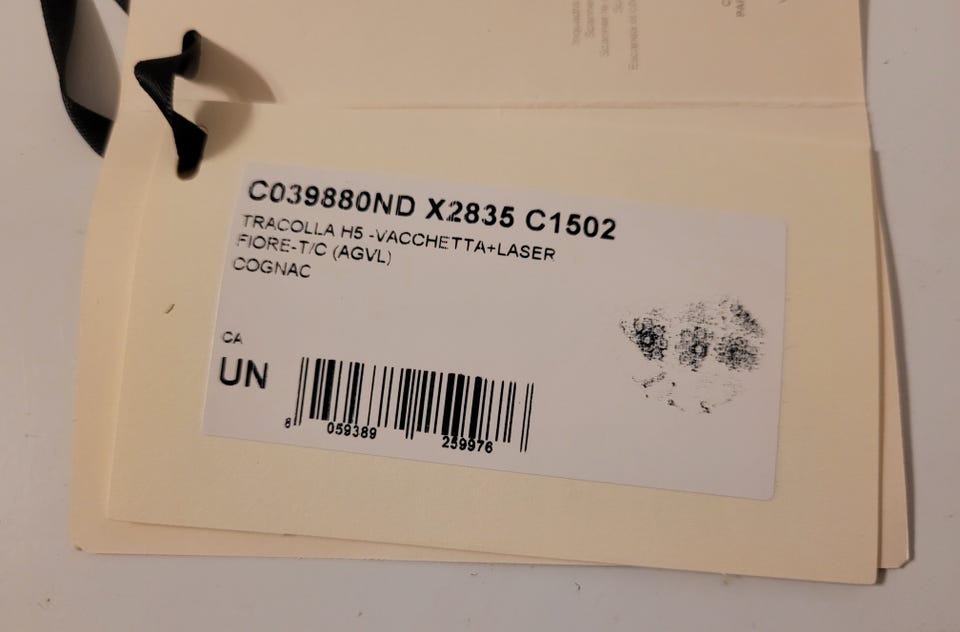 C039880ND X2835 C1502
TRACOLLA H5 -VACCHETTA+LASER
FIORE-T/C (AGVL)
COGNAC
CA
UN
8 059389 259976